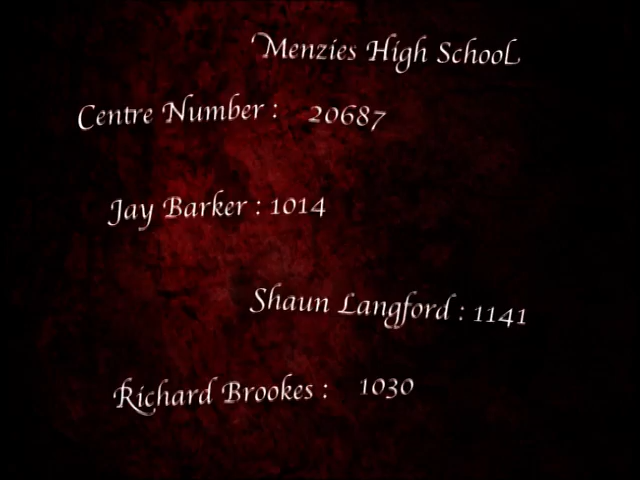 Menzies High School
Centre Number : 20687
Jay Barker : 1014
Shaun Langford : 1141
Richard Brookes : 1030